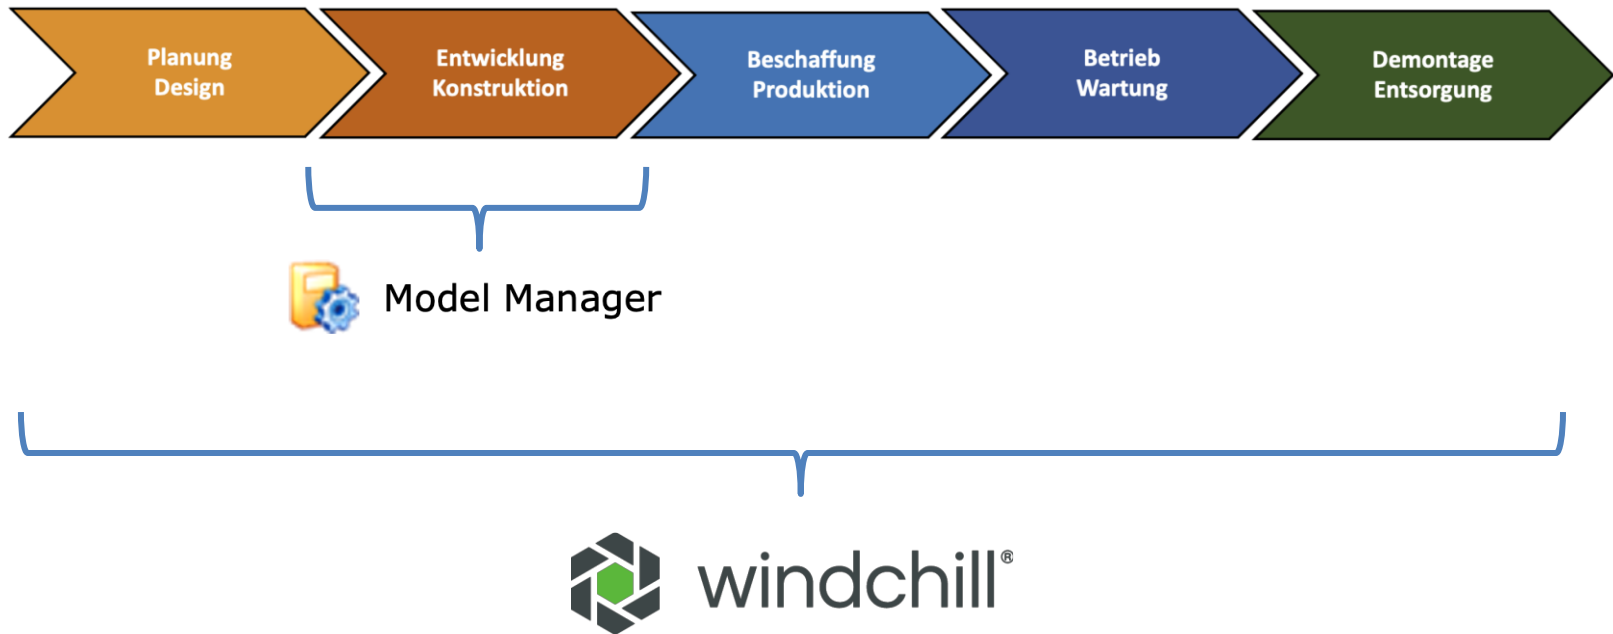 Planung
Design
Entwicklung
Konstruktion
Beschaffung
Produktion
Betrieb
Wartung
Demontage
Entsorgung
Model Manager
windchill®